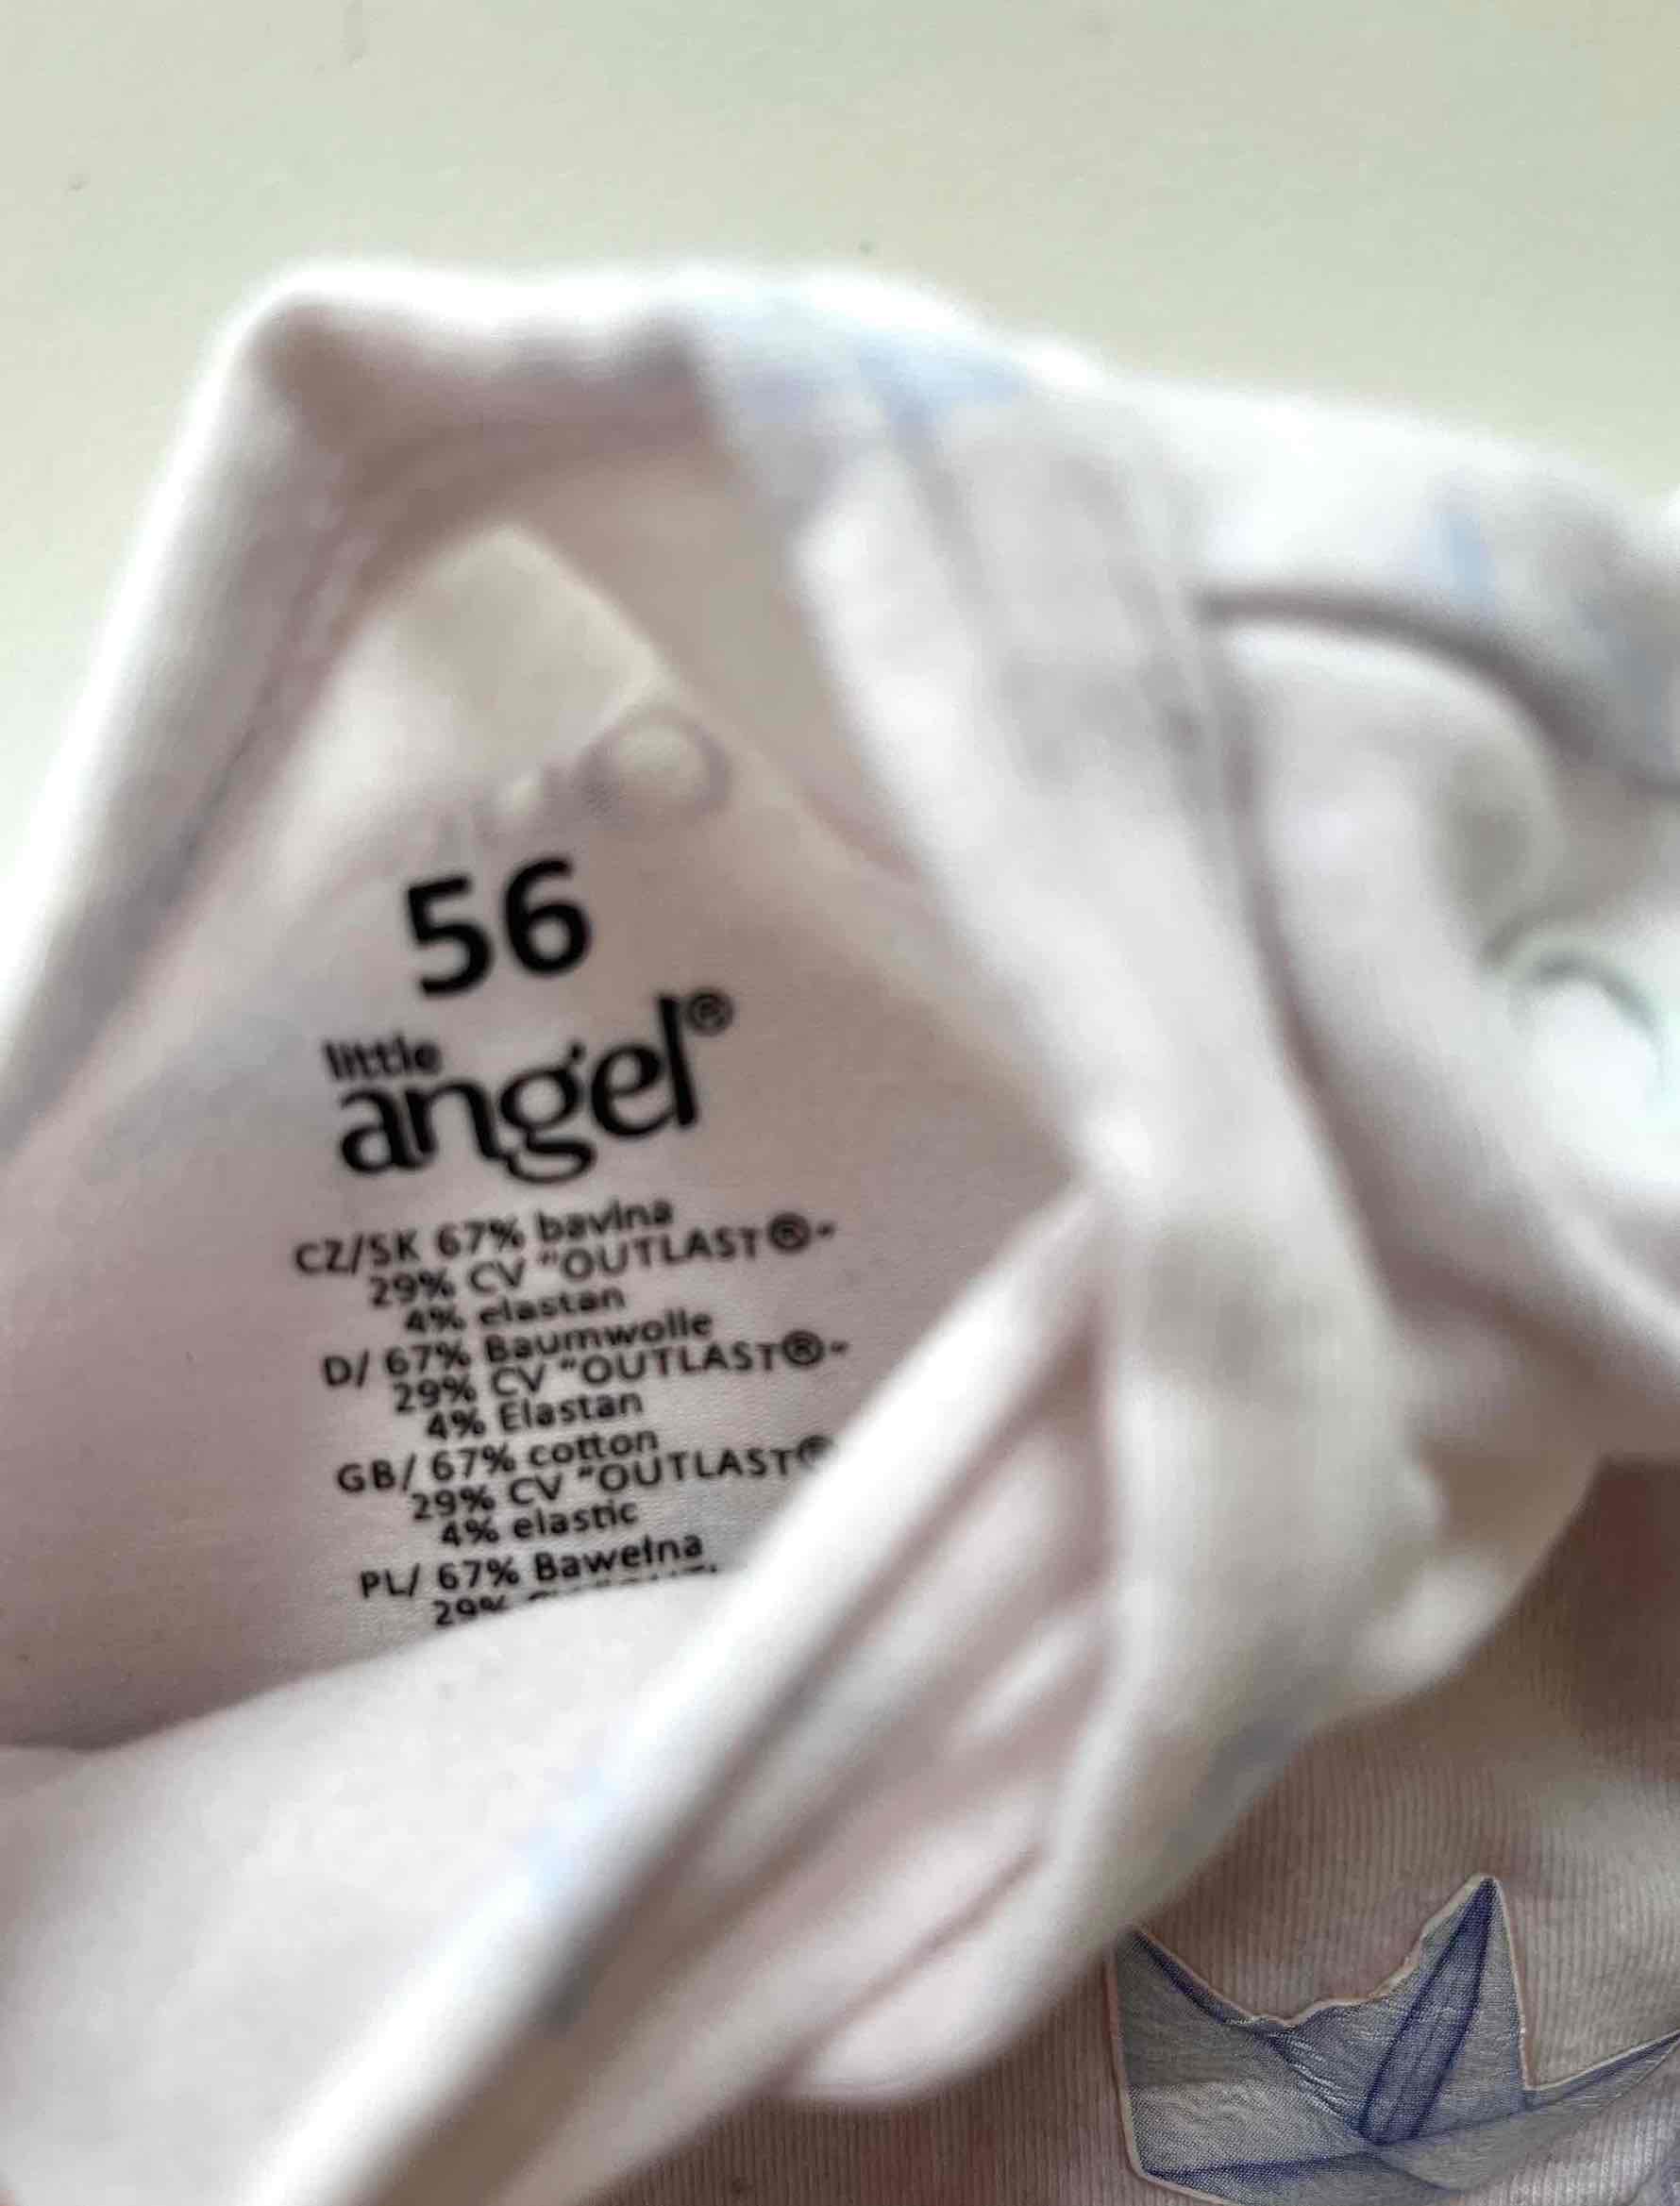 56
little
angel®
CZ/SK 67% bavlna
29% CV "OUTLAST®"
4% elastan
D/ 67% Baumwolle
29% CV "OUTLAST®"
4% Elastan
GB/ 67% cotton
29% CV "OUTLAST®
4% elastic
PL/ 67% Bawełna
29%